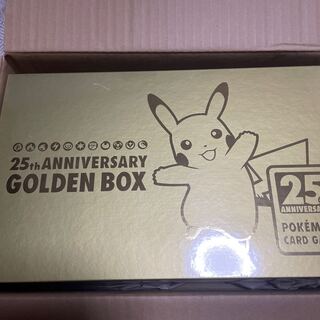 25th ANNIVERSARY
GOLDEN BOX
25
ANNIVERSARY
POKÉMON
CARD GA